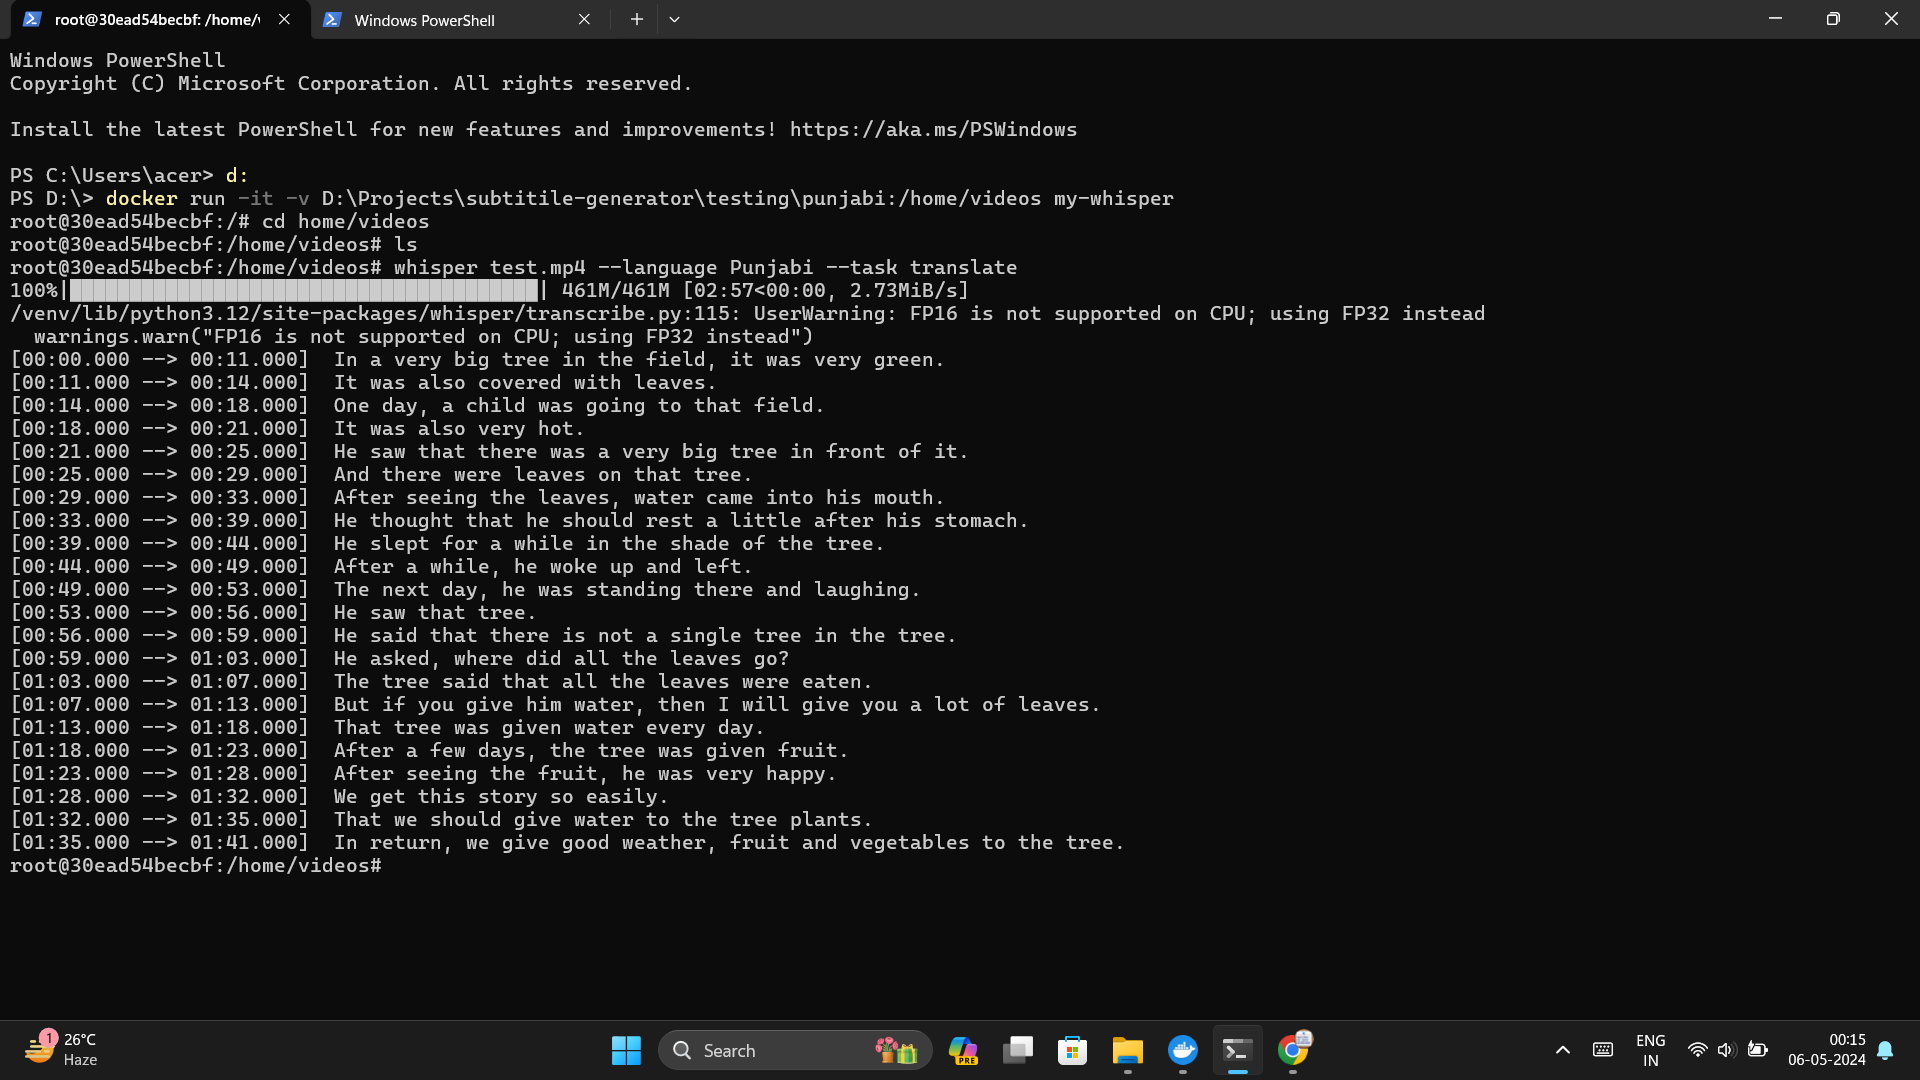 root@30ead54becbf: /home/v
Windows PowerShell
Windows PowerShell
Copyright (C) Microsoft Corporation. All rights reserved.
Install the latest PowerShell for new features and improvements! https://aka.ms/PSWindows
PS C:\Users\acer> d:
PS D:\> docker run -it -v D:\Projects\subtitile-generator\testing\punjabi:/home/videos my-whisper
root@30ead54becbf:/# cd home/videos
root@30ead54becbf:/home/videos# ls
root@30ead54becbf:/home/videos# whisper test.mp4 --language Punjabi --task translate
100%|███████████████████████████████████████| 461M/461M [02:57<00:00, 2.73MiB/s]
/venv/lib/python3.12/site-packages/whisper/transcribe.py:115: UserWarning: FP16 is not supported on CPU; using FP32 instead
  warnings.warn("FP16 is not supported on CPU; using FP32 instead")
[00:00.000 --> 00:11.000]  In a very big tree in the field, it was very green.
[00:11.000 --> 00:14.000]  It was also covered with leaves.
[00:14.000 --> 00:18.000]  One day, a child was going to that field.
[00:18.000 --> 00:21.000]  It was also very hot.
[00:21.000 --> 00:25.000]  He saw that there was a very big tree in front of it.
[00:25.000 --> 00:29.000]  And there were leaves on that tree.
[00:29.000 --> 00:33.000]  After seeing the leaves, water came into his mouth.
[00:33.000 --> 00:39.000]  He thought that he should rest a little after his stomach.
[00:39.000 --> 00:44.000]  He slept for a while in the shade of the tree.
[00:44.000 --> 00:49.000]  After a while, he woke up and left.
[00:49.000 --> 00:53.000]  The next day, he was standing there and laughing.
[00:53.000 --> 00:56.000]  He saw that tree.
[00:56.000 --> 00:59.000]  He said that there is not a single tree in the tree.
[00:59.000 --> 01:03.000]  He asked, where did all the leaves go?
[01:03.000 --> 01:07.000]  The tree said that all the leaves were eaten.
[01:07.000 --> 01:13.000]  But if you give him water, then I will give you a lot of leaves.
[01:13.000 --> 01:18.000]  That tree was given water every day.
[01:18.000 --> 01:23.000]  After a few days, the tree was given fruit.
[01:23.000 --> 01:28.000]  After seeing the fruit, he was very happy.
[01:28.000 --> 01:32.000]  We get this story so easily.
[01:32.000 --> 01:35.000]  That we should give water to the tree plants.
[01:35.000 --> 01:41.000]  In return, we give good weather, fruit and vegetables to the tree.
root@30ead54becbf:/home/videos#
1
26°C
Haze
Search
PRE
ENG
IN
00:15
06-05-2024